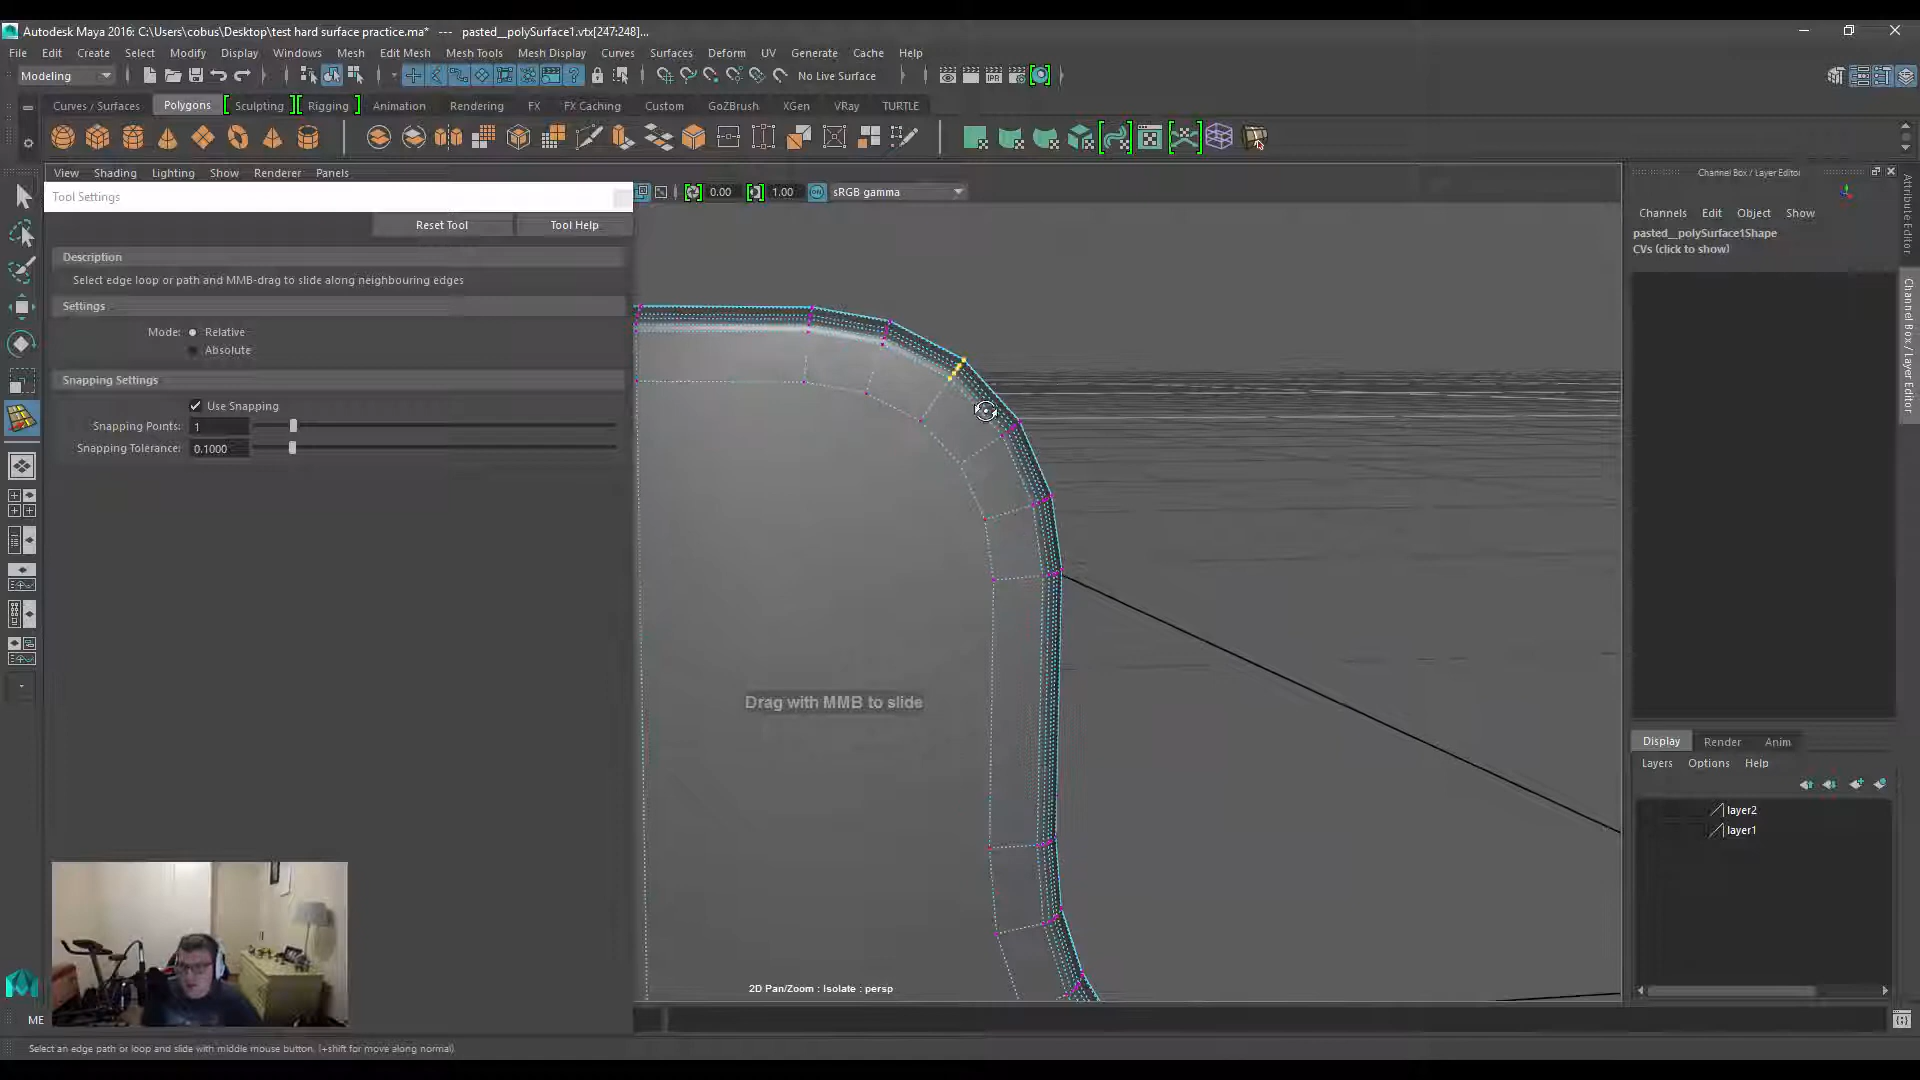 Autodesk Maya 2016: C:\Users\cobus\Desktop\test hard surface practice.ma* --- pasted__polySurface1.vtx[247:248]...
File Edit Create Select Modify Display Windows Mesh Edit Mesh Mesh Tools Mesh Display Curves Surfaces Deform UV Generate Cache Help
Modeling No Live Surface
Curves / Surfaces Polygons Sculpting Rigging Animation Rendering FX FX Caching Custom GoZBrush XGen VRay TURTLE
View Shading Lighting Show Renderer Panels
Channel Box / Layer Editor
Tool Settings
0.00 1.00 sRGB gamma
Channels Edit Object Show
Reset Tool Tool Help
pasted__polySurface1Shape
CVs (click to show)
Description
Select edge loop or path and MMB-drag to slide along neighbouring edges
Settings
Mode: Relative
Absolute
Snapping Settings
Use Snapping
Snapping Points: 1
Snapping Tolerance: 0.1000
Attribute Editor
Channel Box / Layer Editor
Drag with MMB to slide
Display Render Anim
Layers Options Help
layer2
layer1
2D Pan/Zoom : Isolate : persp
ME
Select an edge path or loop and slide with middle mouse button. (+shift for move along normal)